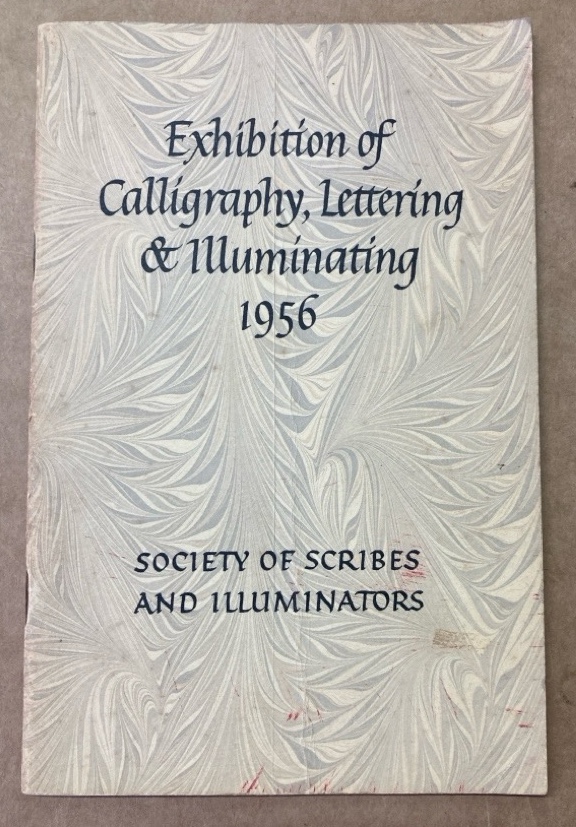 Exhibition of
Calligraphy, Lettering
& Illuminating
1956
SOCIETY OF SCRIBES
AND ILLUMINATORS